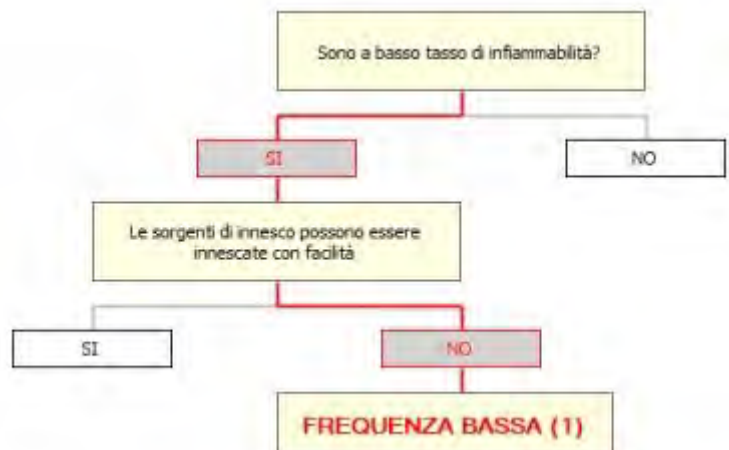 Sono a basso tasso di infiammabilità?
SI
NO
Le sorgenti di innesco possono essere
innescate con facilità
SI
NO
FREQUENZA BASSA (1)